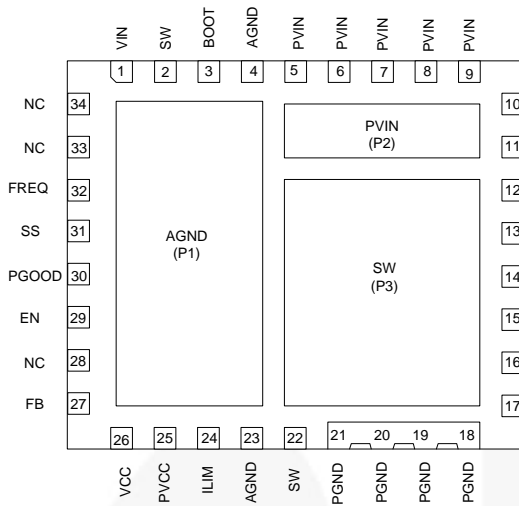 VIN SW BOOT AGND PVIN PVIN PVIN PVIN PVIN
1 2 3 4 5 6 7 8 9
NC 34 10
NC 33 11
FREQ 32 12
SS 31 13
PGOOD 30 14
EN 29 15
NC 28 16
FB 27 17
PVIN
(P2)
AGND
(P1)
SW
(P3)
26 25 24 23 22 21 20 19 18
VCC PVCC ILIM AGND SW PGND PGND PGND PGND